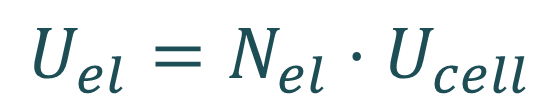 U_el = N_el · U_cell